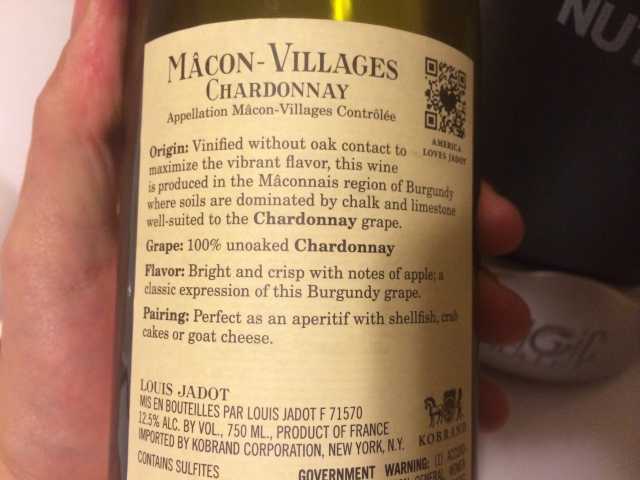 MÂCON-VILLAGES
CHARDONNAY
Appellation Mâcon-Villages Contrôlée
AMERICA
LOVES JADOT
Origin: Vinified without oak contact to
maximize the vibrant flavor, this wine
is produced in the Mâconnais region of Burgundy
where soils are dominated by chalk and limestone
well-suited to the Chardonnay grape.
Grape: 100% unoaked Chardonnay
Flavor: Bright and crisp with notes of apple; a
classic expression of this Burgundy grape.
Pairing: Perfect as an aperitif with shellfish, crab
cakes or goat cheese.
LOUIS JADOT
MIS EN BOUTEILLES PAR LOUIS JADOT F 71570
12.5% ALC. BY VOL., 750 ML., PRODUCT OF FRANCE
IMPORTED BY KOBRAND CORPORATION, NEW YORK, N.Y.
KOBRAND
CONTAINS SULFITES
GOVERNMENT WARNING: (1) ACCORD-
GENERAL WOMEN
NU